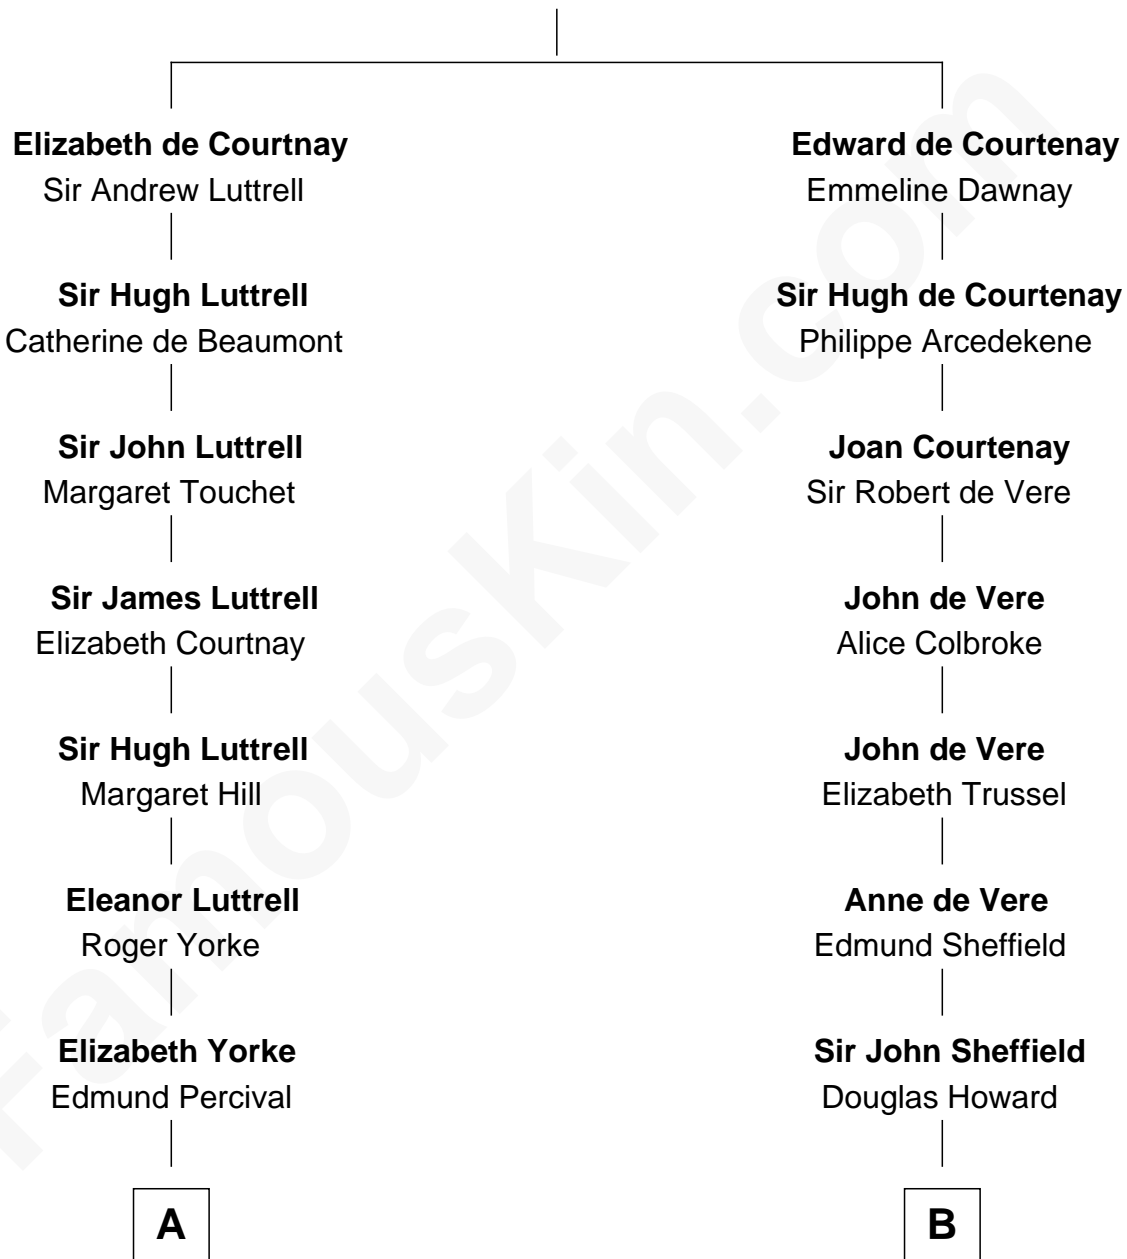 Elizabeth de Courtnay
Sir Andrew Luttrell
Sir Hugh Luttrell
Catherine de Beaumont
Sir John Luttrell
Margaret Touchet
Sir James Luttrell
Elizabeth Courtnay
Sir Hugh Luttrell
Margaret Hill
Eleanor Luttrell
Roger Yorke
Elizabeth Yorke
Edmund Percival
A
Edward de Courtenay
Emmeline Dawnay
Sir Hugh de Courtenay
Philippe Arcedekene
Joan Courtenay
Sir Robert de Vere
John de Vere
Alice Colbroke
John de Vere
Elizabeth Trussel
Anne de Vere
Edmund Sheffield
Sir John Sheffield
Douglas Howard
B
FamousKin.com